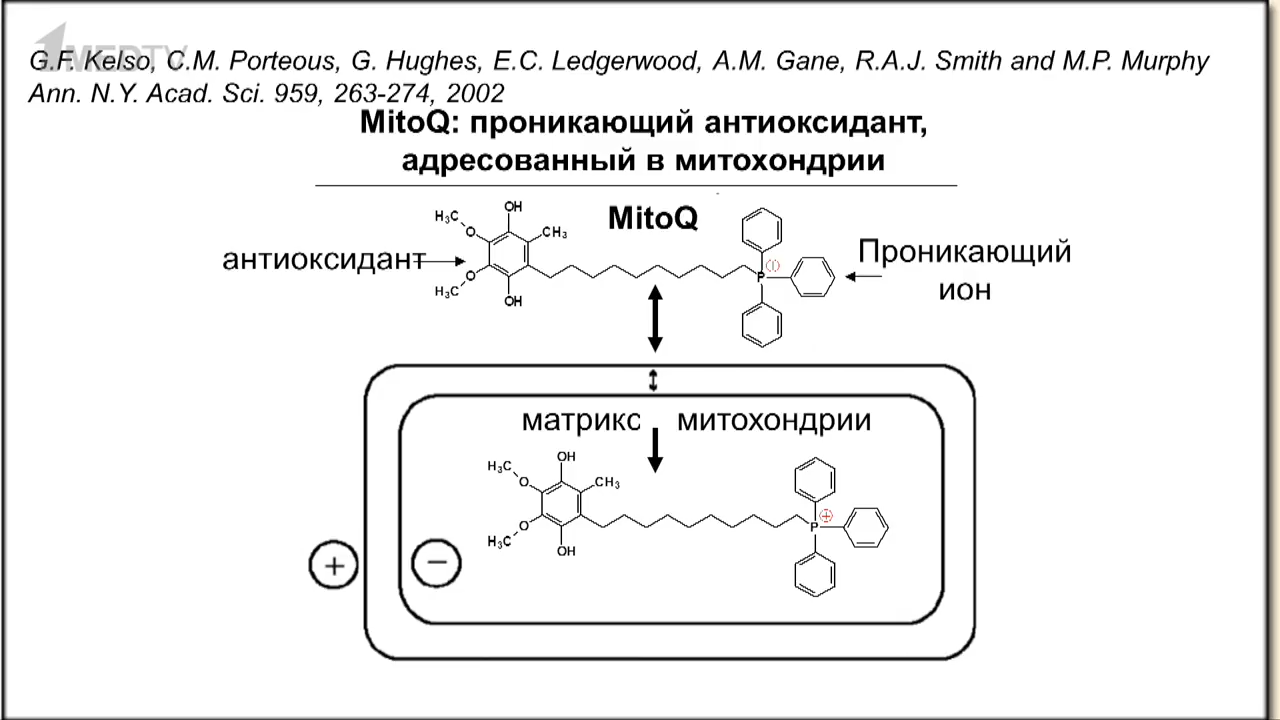 1MEDTV
G.F. Kelso, C.M. Porteous, G. Hughes, E.C. Ledgerwood, A.M. Gane, R.A.J. Smith and M.P. Murphy
Ann. N.Y. Acad. Sci. 959, 263-274, 2002
MitoQ: проникающий антиоксидант,
адресованный в митохондрии
MitoQ
антиоксидант
Проникающий
ион
OH
H₃C
O
CH₃
O
H₃C
OH
P
матрикс митохондрии
OH
H₃C
O
CH₃
O
H₃C
OH
P
+
+
−